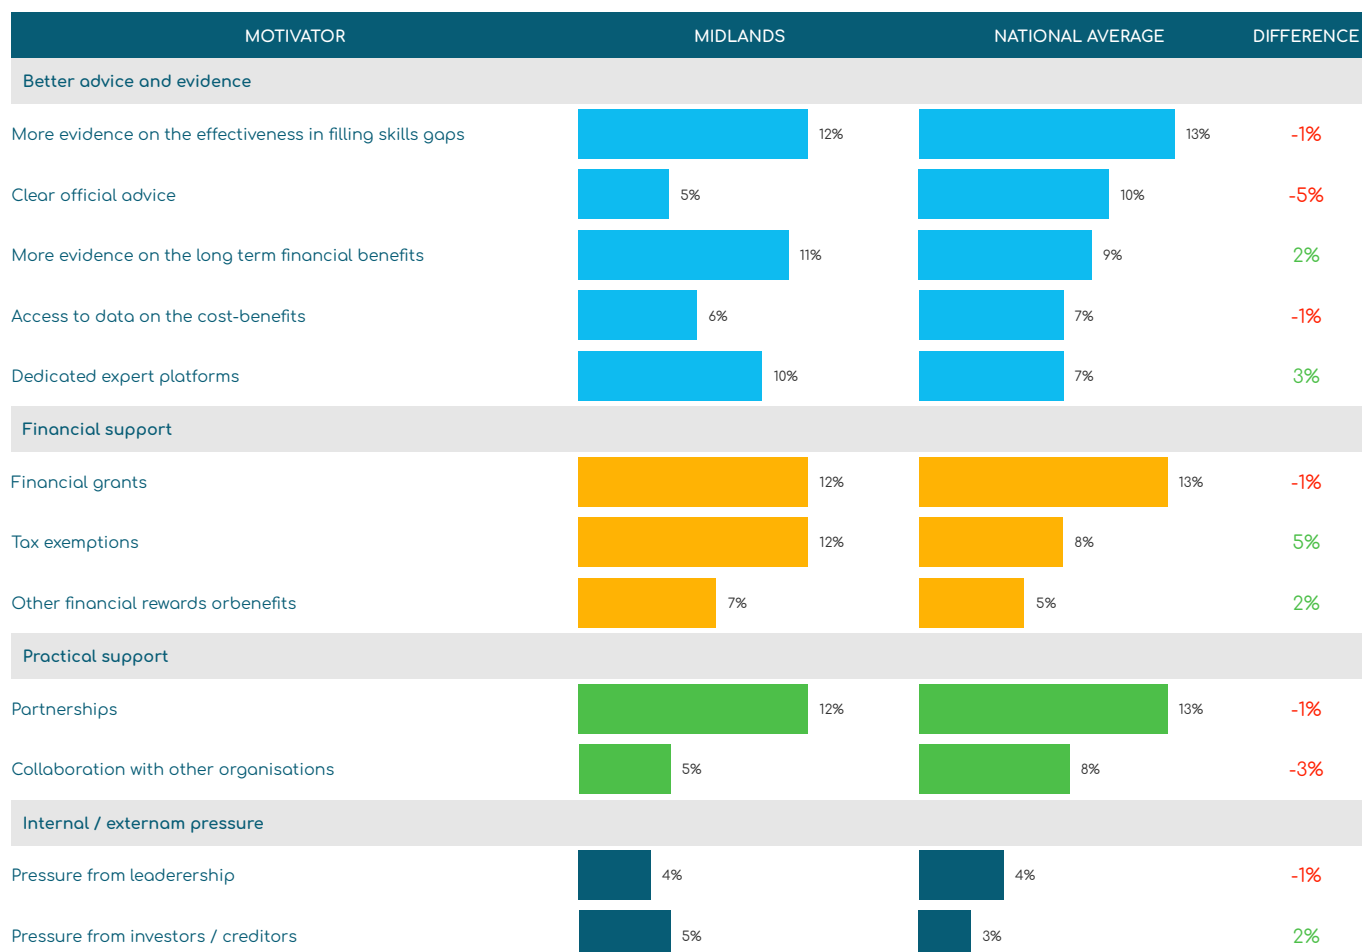 MOTIVATOR MIDLANDS NATIONAL AVERAGE DIFFERENCE
Better advice and evidence
More evidence on the effectiveness in filling skills gaps 12% 13% -1%
Clear official advice 5% 10% -5%
More evidence on the long term financial benefits 11% 9% 2%
Access to data on the cost-benefits 6% 7% -1%
Dedicated expert platforms 10% 7% 3%
Financial support
Financial grants 12% 13% -1%
Tax exemptions 12% 8% 5%
Other financial rewards orbenefits 7% 5% 2%
Practical support
Partnerships 12% 13% -1%
Collaboration with other organisations 5% 8% -3%
Internal / externam pressure
Pressure from leaderership 4% 4% -1%
Pressure from investors / creditors 5% 3% 2%